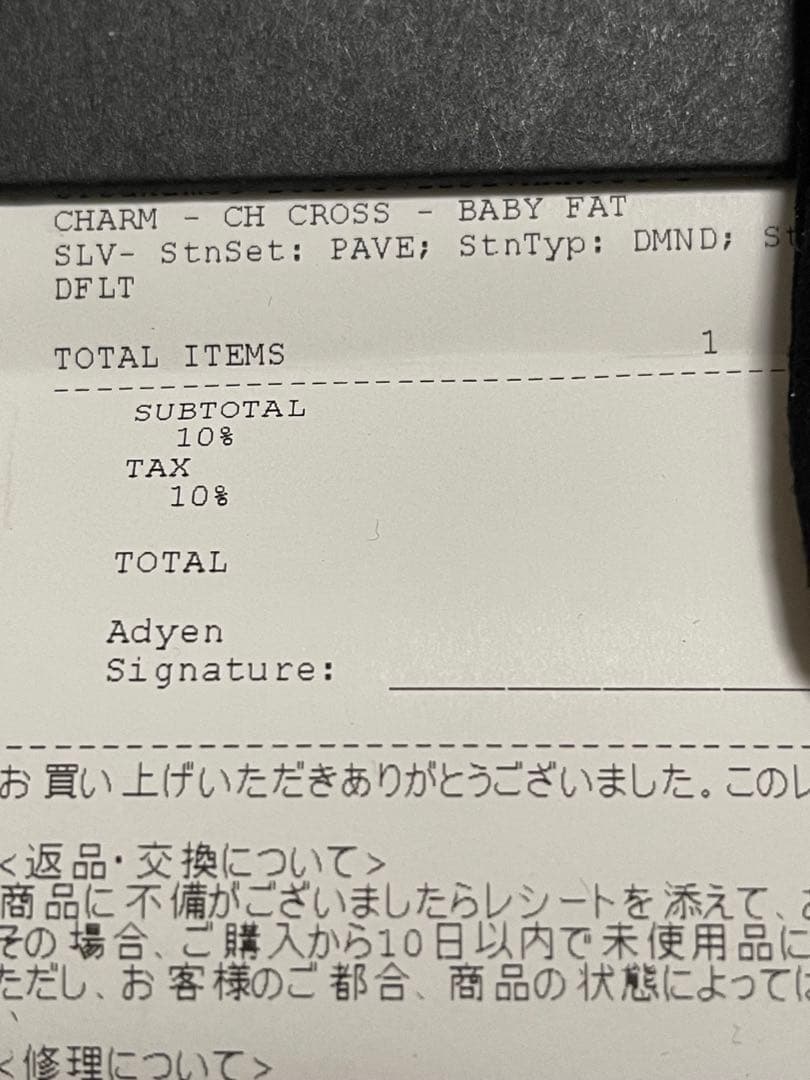 CHARM - CH CROSS - BABY FAT
SLV- StnSet: PAVE; StnTyp: DMND;
DFLT
TOTAL ITEMS 1
SUBTOTAL
10%
TAX
10%
TOTAL
Adyen
Signature:
お買い上げいただきありがとうございました。この
<返品・交換について>
商品に不備がございましたらレシートを添えて、
その場合、ご購入から10日以内で未使用品に
ただし、お客様のご都合、商品の状態によっては
<修理について>